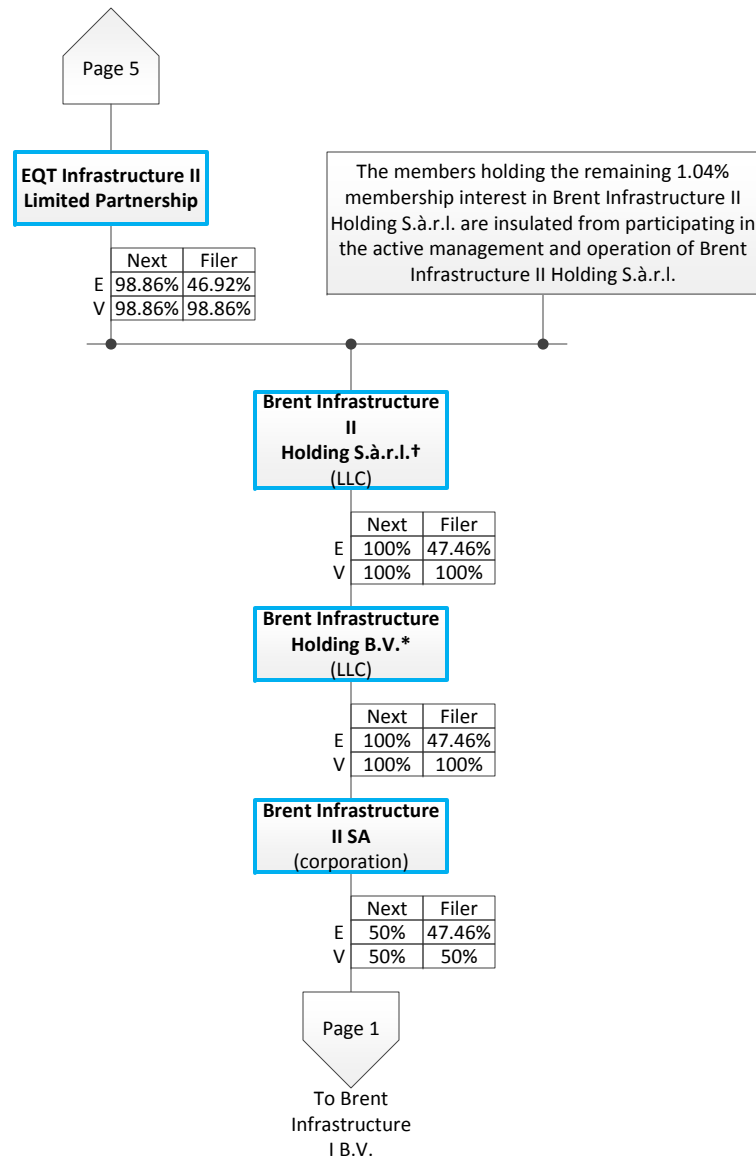 Page 5
EQT Infrastructure II
Limited Partnership
The members holding the remaining 1.04%
membership interest in Brent Infrastructure II
Holding S.à.r.l. are insulated from participating in
the active management and operation of Brent
Infrastructure II Holding S.à.r.l.
Next Filer
E 98.86% 46.92%
V 98.86% 98.86%
Brent Infrastructure
II
Holding S.à.r.l.†
(LLC)
Next Filer
E 100% 47.46%
V 100% 100%
Brent Infrastructure
Holding B.V.*
(LLC)
Next Filer
E 100% 47.46%
V 100% 100%
Brent Infrastructure
II SA
(corporation)
Next Filer
E 50% 47.46%
V 50% 50%
Page 1
To Brent
Infrastructure
I B.V.